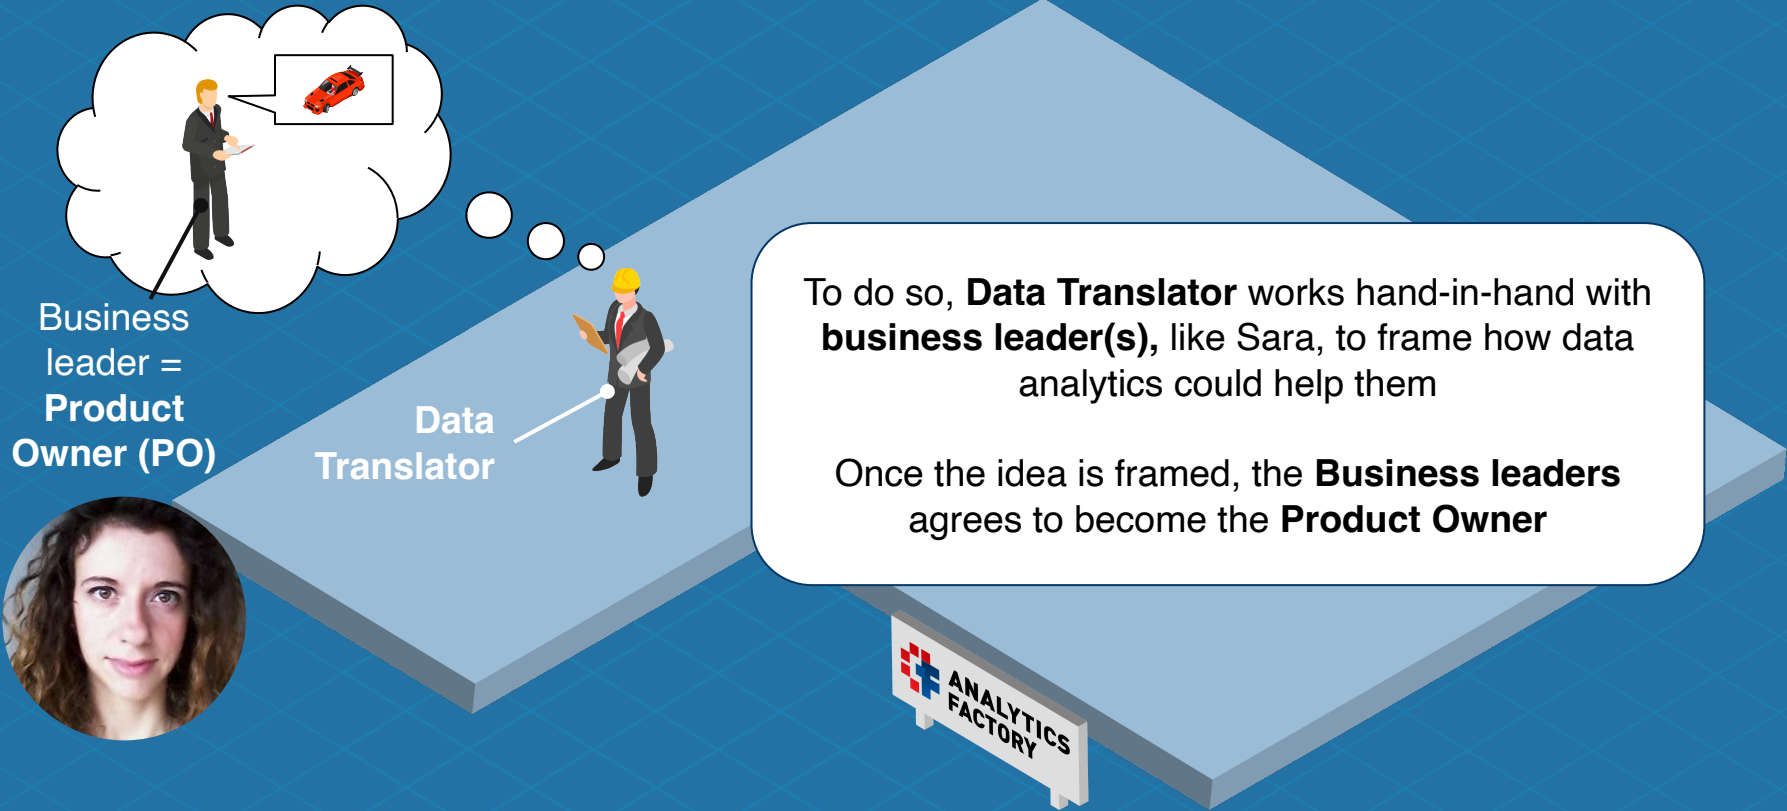 Business
leader =
Product
Owner (PO)
Data
Translator
To do so, Data Translator works hand-in-hand with
business leader(s), like Sara, to frame how data
analytics could help them
Once the idea is framed, the Business leaders
agrees to become the Product Owner
ANALYTICS
FACTORY